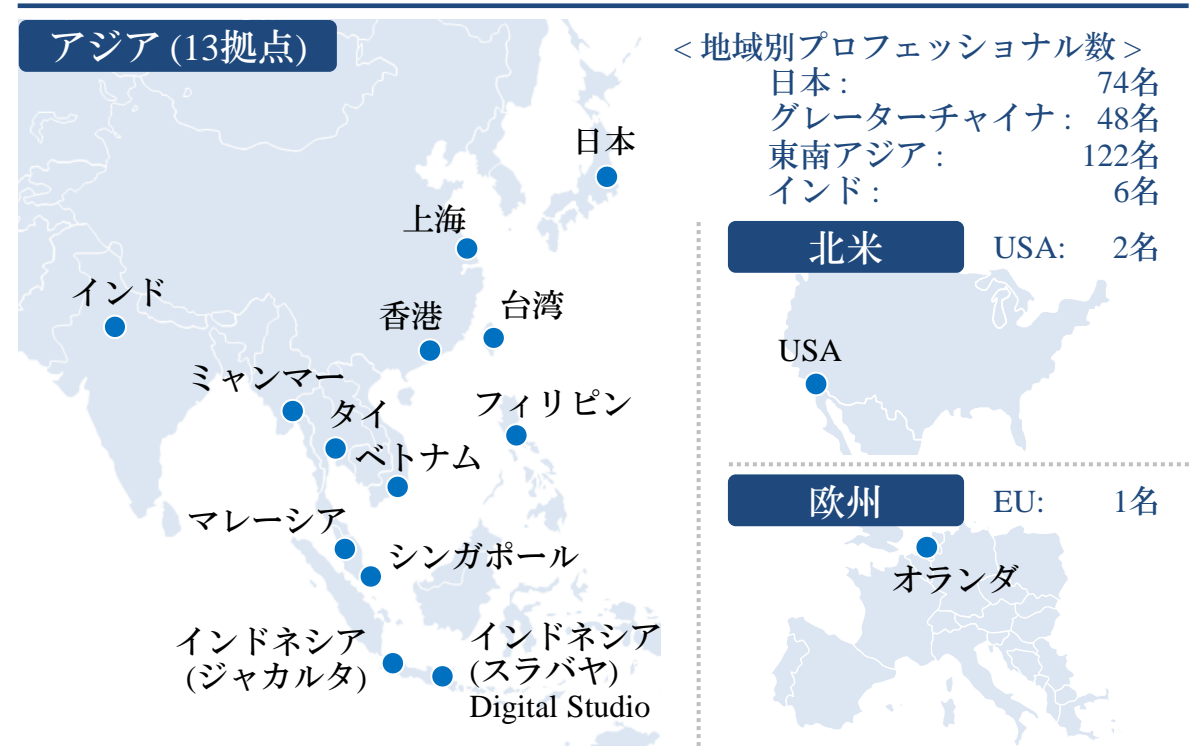 アジア (13拠点)
日本
上海
インド
香港
台湾
ミャンマー
タイ
フィリピン
ベトナム
マレーシア
シンガポール
インドネシア
(ジャカルタ)
インドネシア
(スラバヤ)
Digital Studio
< 地域別プロフェッショナル数 >
日本 : 74名
グレーターチャイナ : 48名
東南アジア : 122名
インド : 6名
北米 USA: 2名
USA
欧州 EU: 1名
オランダ